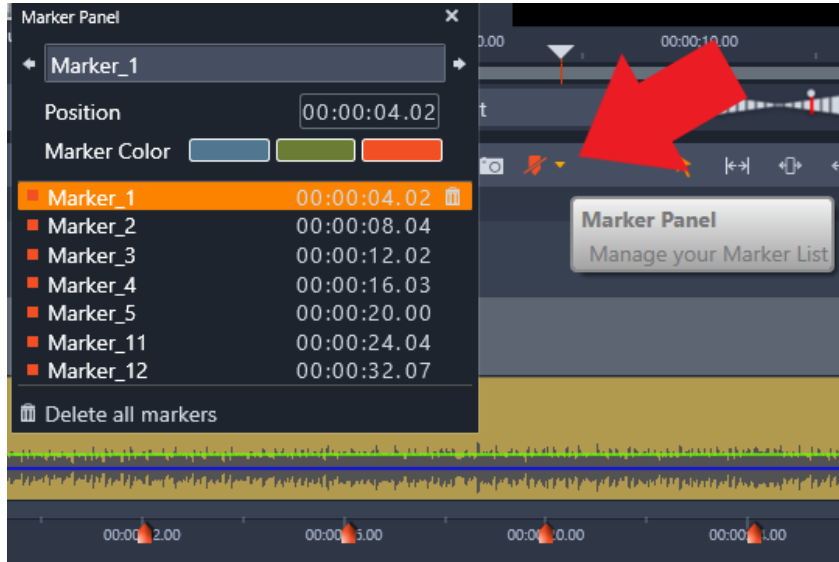 Marker Panel
Marker_1
Position 00:00:04.02
Marker Color
Marker_1 00:00:04.02
Marker_2 00:00:08.04
Marker_3 00:00:12.02
Marker_4 00:00:16.03
Marker_5 00:00:20.00
Marker_11 00:00:24.04
Marker_12 00:00:32.07
Delete all markers
00:00:10.00
Marker Panel
Manage your Marker List